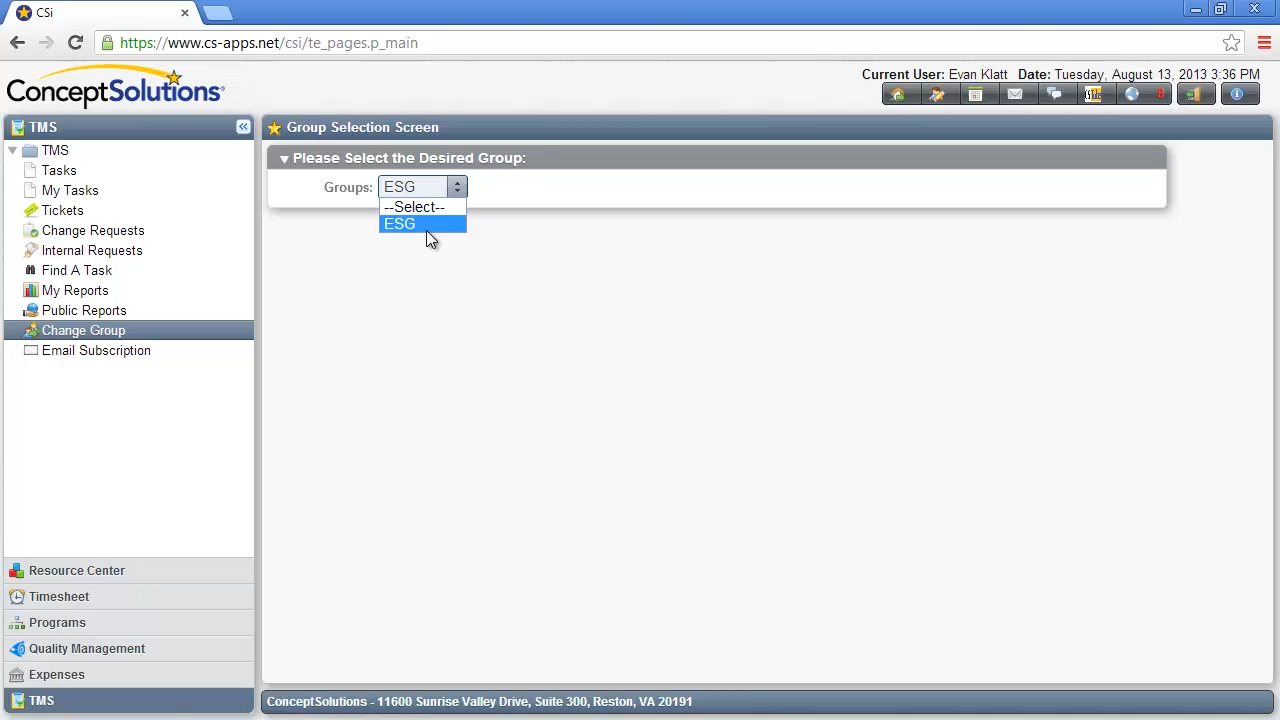 CSi
https://www.cs-apps.net/csi/te_pages.p_main
ConceptSolutions
Current User: Evan Klatt Date: Tuesday, August 13, 2013 3:36 PM
TMS
TMS
Tasks
My Tasks
Tickets
Change Requests
Internal Requests
Find A Task
My Reports
Public Reports
Change Group
Email Subscription
Resource Center
Timesheet
Programs
Quality Management
Expenses
TMS
Group Selection Screen
Please Select the Desired Group:
Groups: ESG
--Select--
ESG
ConceptSolutions - 11600 Sunrise Valley Drive, Suite 300, Reston, VA 20191